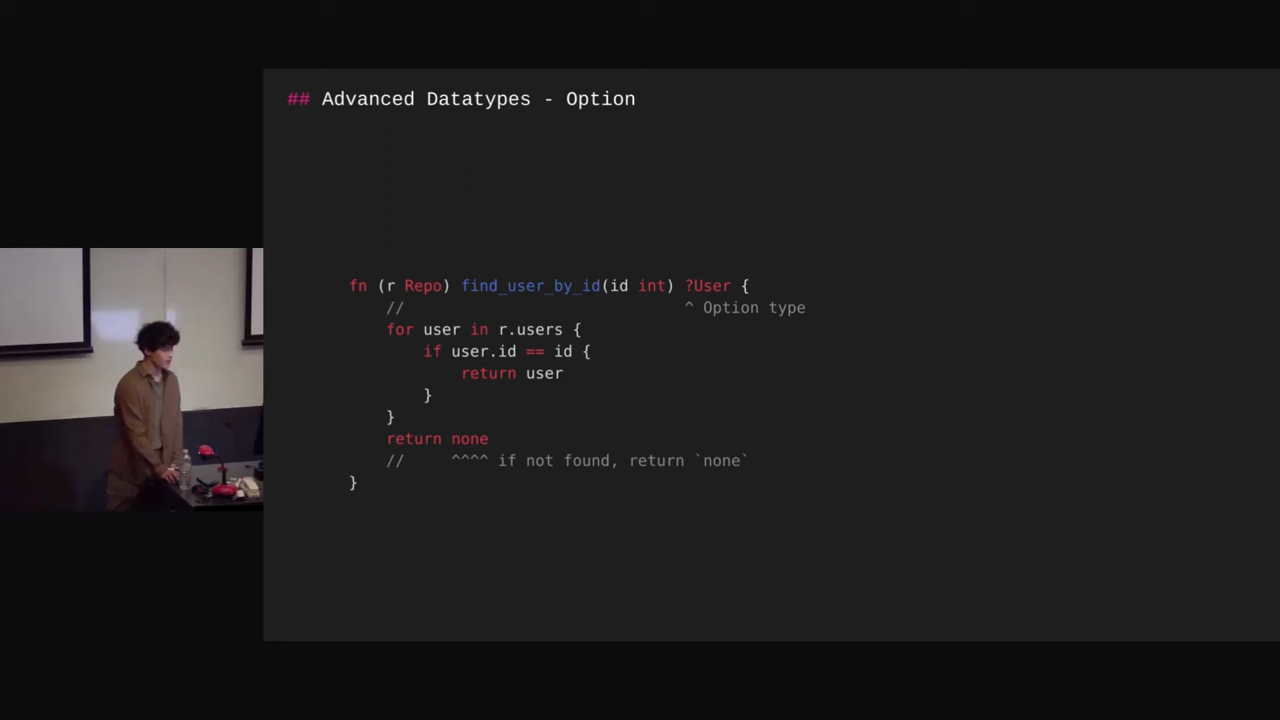 ## Advanced Datatypes - Option
fn (r Repo) find_user_by_id(id int) ?User {
//                              ^ Option type
for user in r.users {
if user.id == id {
return user
}
}
return none
//     ^^^^ if not found, return `none`
}